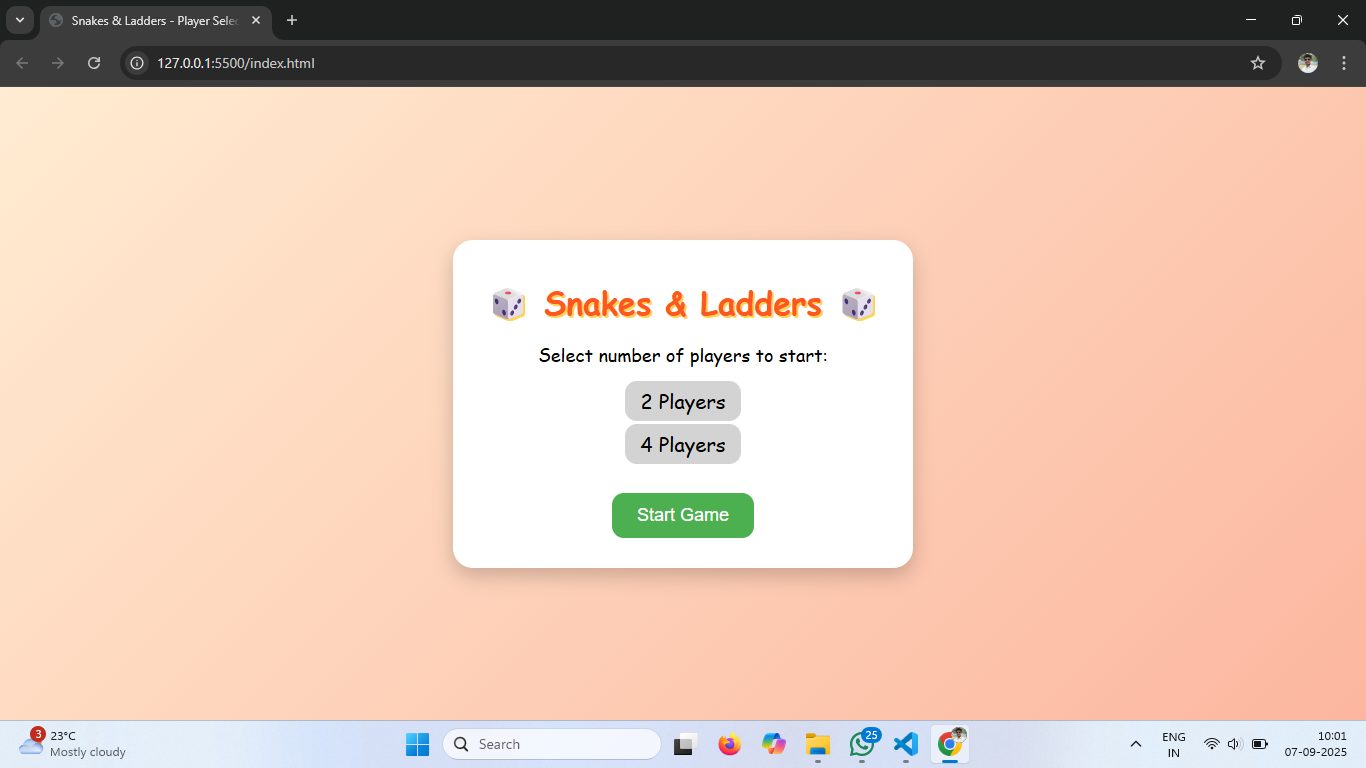 Snakes & Ladders - Player Selec
127.0.0.1:5500/index.html
Snakes & Ladders
Select number of players to start:
2 Players
4 Players
Start Game
3
23°C
Mostly cloudy
Search
25
ENG
IN
10:01
07-09-2025